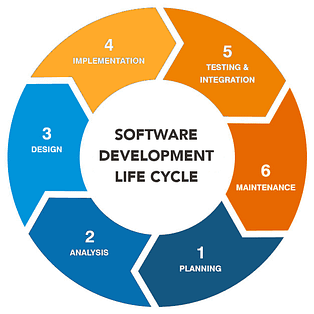 4
IMPLEMENTATION
5
TESTING &
INTEGRATION
3
DESIGN
SOFTWARE
DEVELOPMENT
LIFE CYCLE
6
MAINTENANCE
2
ANALYSIS
1
PLANNING